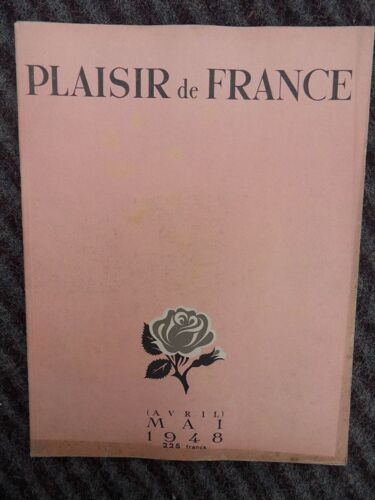 PLAISIR de FRANCE
(AVRIL)
MAI
1948
225 francs